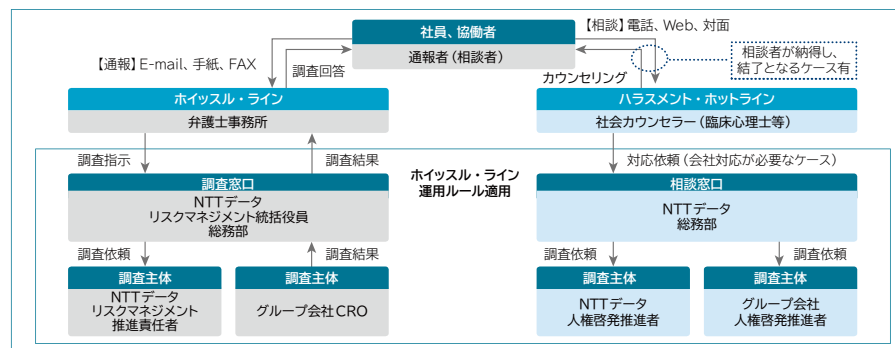 社員、協働者
通報者(相談者)
【通報】E-mail、手紙、FAX
調査回答
【相談】電話、Web、対面
カウンセリング
相談者が納得し、
結了となるケース有
ホイッスル・ライン
弁護士事務所
ハラスメント・ホットライン
社会カウンセラー(臨床心理士等)
調査指示
調査結果
ホイッスル・ライン
運用ルール適用
対応依頼(会社対応が必要なケース)
調査窓口
NTTデータ
リスクマネジメント統括役員
総務部
相談窓口
NTTデータ
総務部
調査依頼
調査結果
調査依頼
調査依頼
調査主体
NTTデータ
リスクマネジメント
推進責任者
調査主体
グループ会社CRO
調査主体
NTTデータ
人権啓発推進者
調査主体
グループ会社
人権啓発推進者